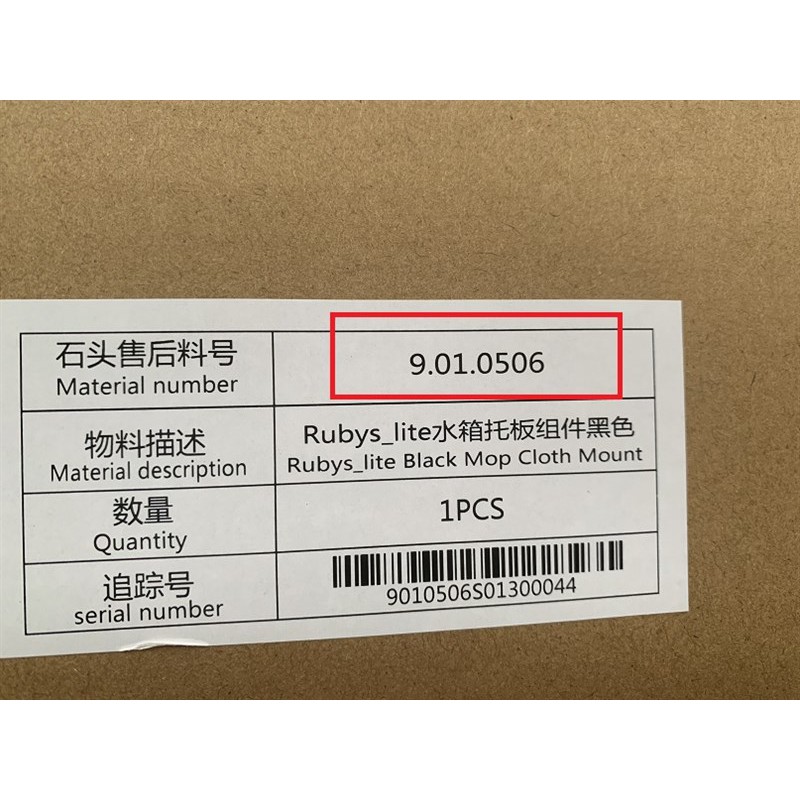 石头售后料号
Material number
9.01.0506
物料描述
Material description
Rubys_lite水箱托板组件黑色
Rubys_lite Black Mop Cloth Mount
数量
Quantity
1PCS
追踪号
serial number
9010506S01300044